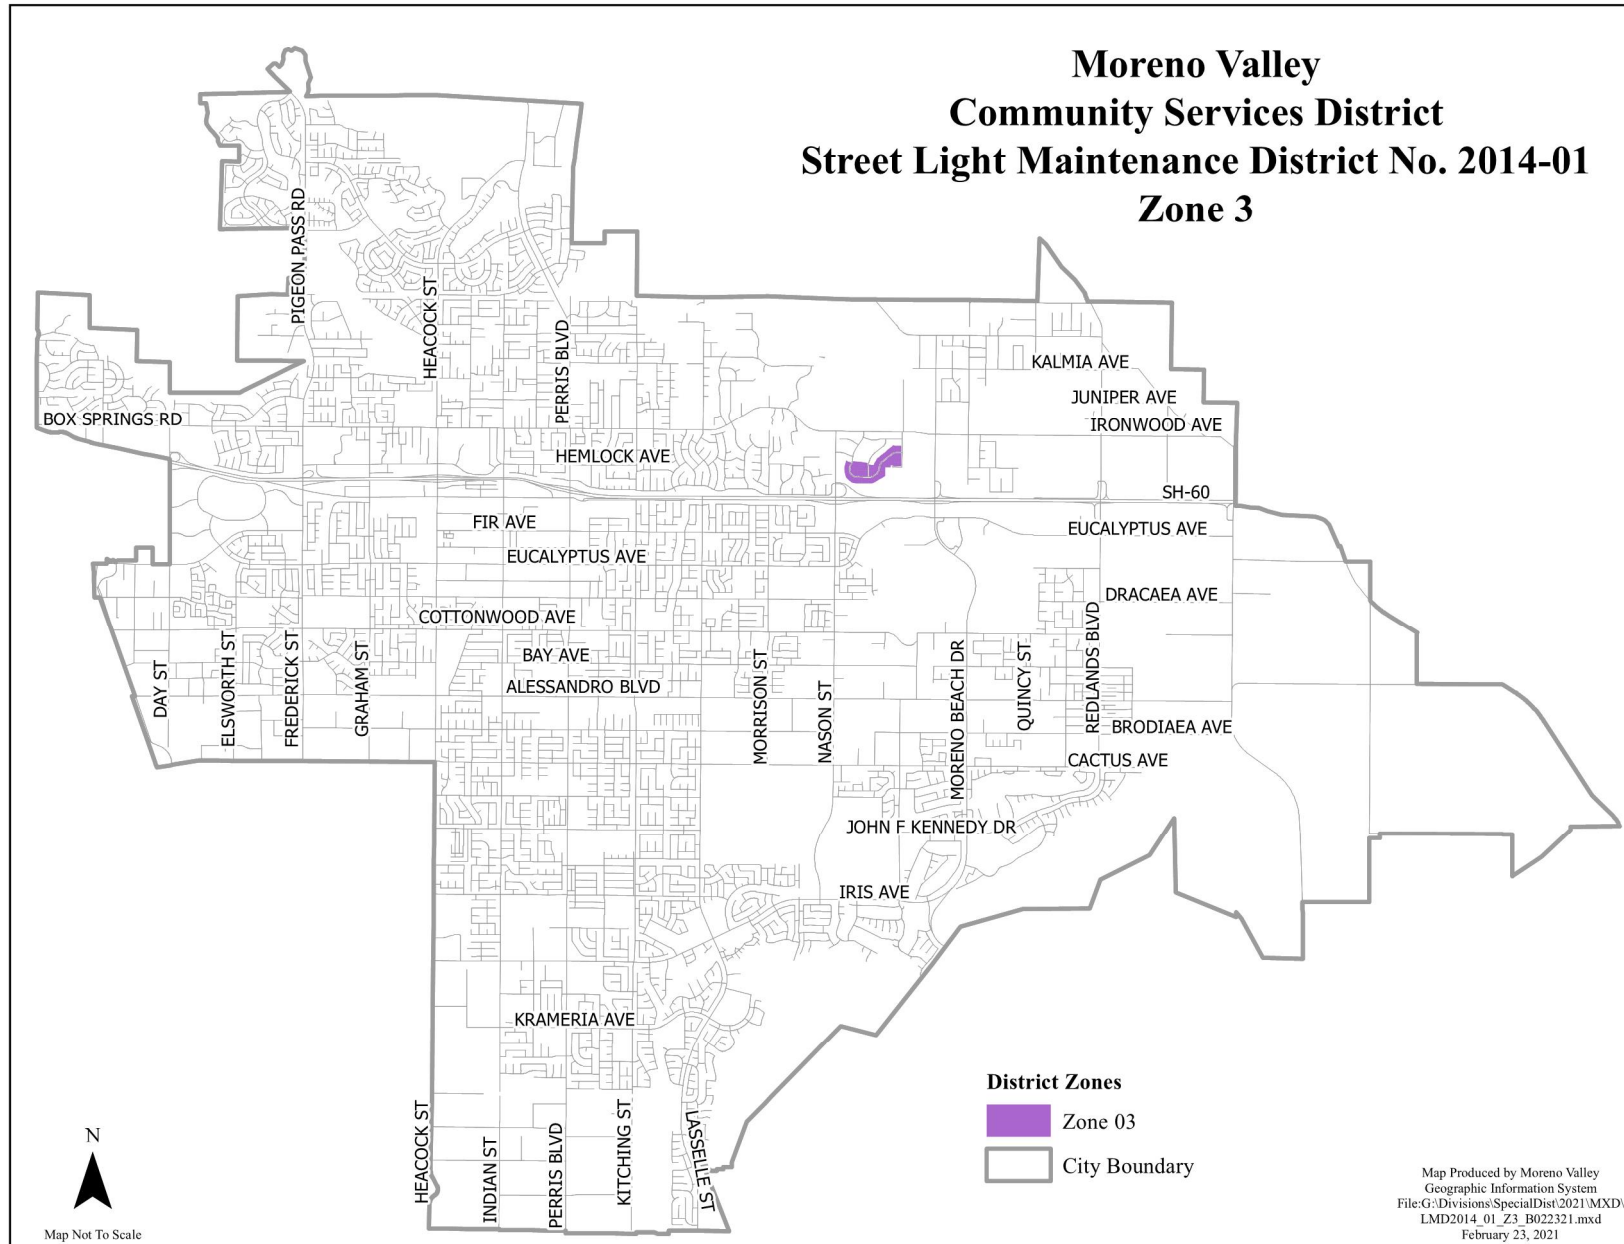 Moreno Valley
Community Services District
Street Light Maintenance District No. 2014-01
Zone 3
PIGEON PASS RD
HEACOCK ST
PERRIS BLVD
KALMIA AVE
JUNIPER AVE
IRONWOOD AVE
BOX SPRINGS RD
HEMLOCK AVE
SH-60
FIR AVE
EUCALYPTUS AVE
EUCALYPTUS AVE
DRACAEA AVE
COTTONWOOD AVE
BAY AVE
ALESSANDRO BLVD
DAY ST
ELSWORTH ST
FREDERICK ST
GRAHAM ST
MORRISON ST
NASON ST
MORENO BEACH DR
QUINCY ST
REDLANDS BLVD
BRODIAEA AVE
CACTUS AVE
JOHN F KENNEDY DR
IRIS AVE
KRAMERIA AVE
HEACOCK ST
INDIAN ST
PERRIS BLVD
KITCHING ST
LASSELLE ST
District Zones
Zone 03
City Boundary
N
Map Not To Scale
Map Produced by Moreno Valley
Geographic Information System
File:G:\Divisions\SpecialDist\2021\MXD\
LMD2014_01_Z3_B022321.mxd
February 23, 2021